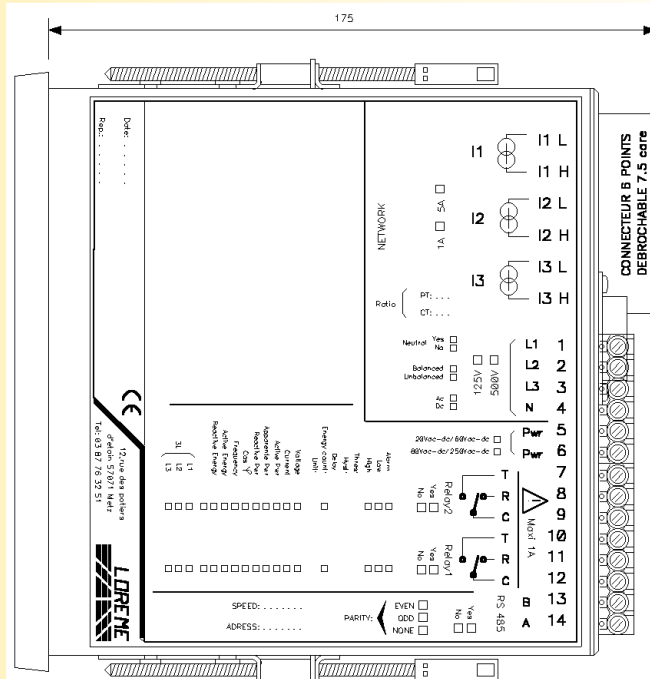 175
CONNECTEUR 6 POINTS
DEBROCHABLE 7.5 care
Date: . . . . .
Rep.: . . . . .
NETWORK
1A 5A
I1
I1 L
I1 H
I2
I2 L
I2 H
I3
I3 L
I3 H
Ratio
PT: . . .
CT: . . .
Neutral Yes
No
Balanced
Unbalanced
Ac
Dc
125V
500V
L1 1
L2 2
L3 3
N 4
20Vac-dc/60Vac-dc
80Vac-dc/250Vac-dc
Pwr 5
Pwr 6
T 7
R 8
C 9
T 10
R 11
C 12
B 13
A 14
Maxi 1A
Relay2
Yes
No
Relay1
Yes
No
RS 485
Yes
No
Alarm
Low
High
Thres
Hyst
Delay
Energy count
Unit:
Voltage
Current
Active Pwr
Reactive Pwr
Apparente Pwr
Cos φ
Frequency
Active Energy
Reactive Energy
3L
L1
L2
L3
SPEED: . . . . . . .
ADRESS: . . . . . . .
PARITY:
EVEN
ODD
NONE
CE
12,rue des potiers
d'etain 57071 Metz
Tel: 03 87 76 32 51
LOREME